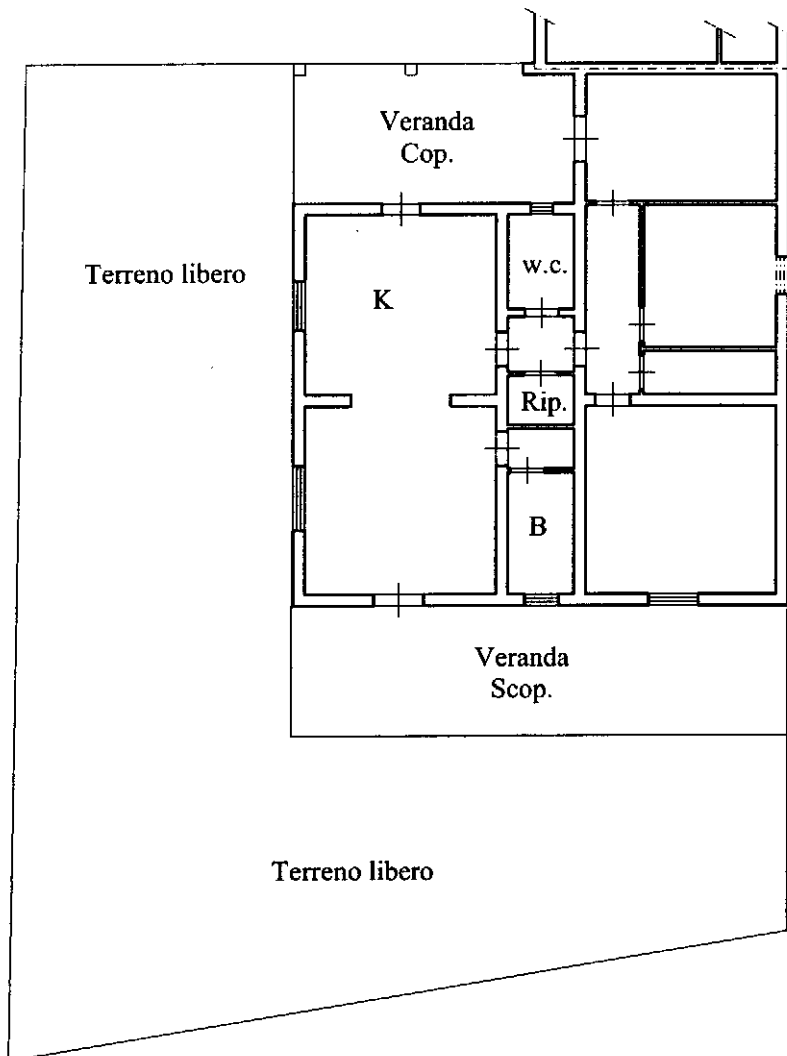 Veranda
Cop.
Terreno libero
w.c.
K
Rip.
B
Veranda
Scop.
Terreno libero